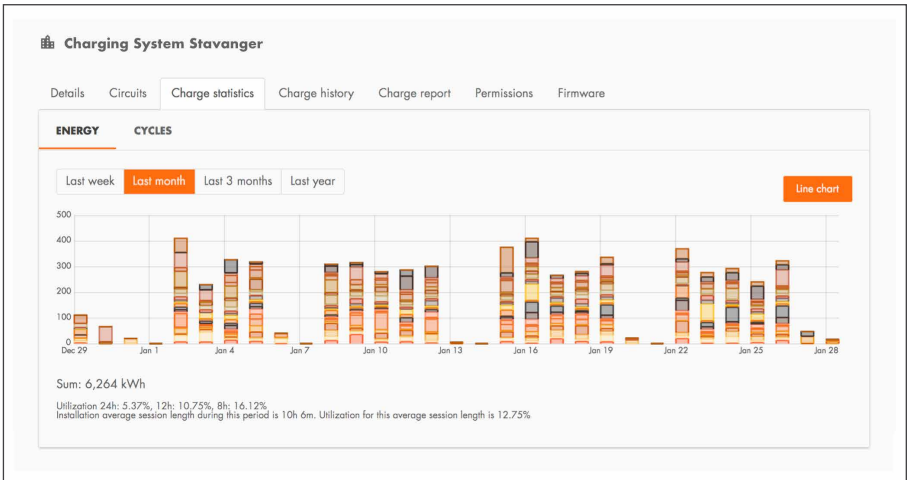 Charging System Stavanger
Details Circuits Charge statistics Charge history Charge report Permissions Firmware
ENERGY CYCLES
Last week Last month Last 3 months Last year
Line chart
500
400
300
200
100
0
Dec 29 Jan 1 Jan 4 Jan 7 Jan 10 Jan 13 Jan 16 Jan 19 Jan 22 Jan 25 Jan 28
Sum: 6,264 kWh
Utilization 24h: 5.37%, 12h: 10.75%, 8h: 16.12%
Installation average session length during this period is 10h 6m. Utilization for this average session length is 12.75%